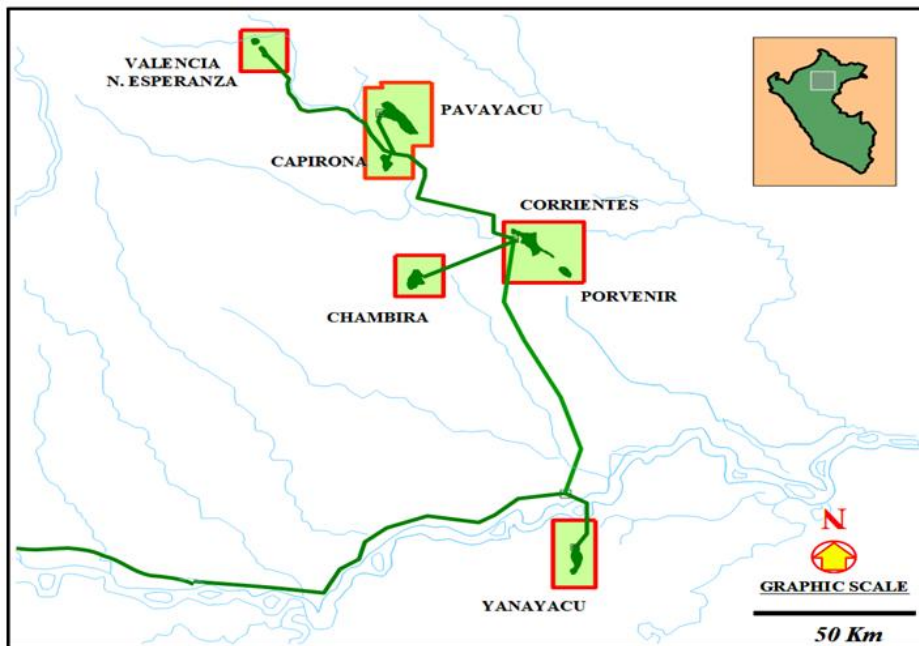 VALENCIA
N. ESPERANZA
PAVAYACU
CAPIRONA
CORRIENTES
PORVENIR
CHAMBIRA
YANAYACU
N
GRAPHIC SCALE
50 Km